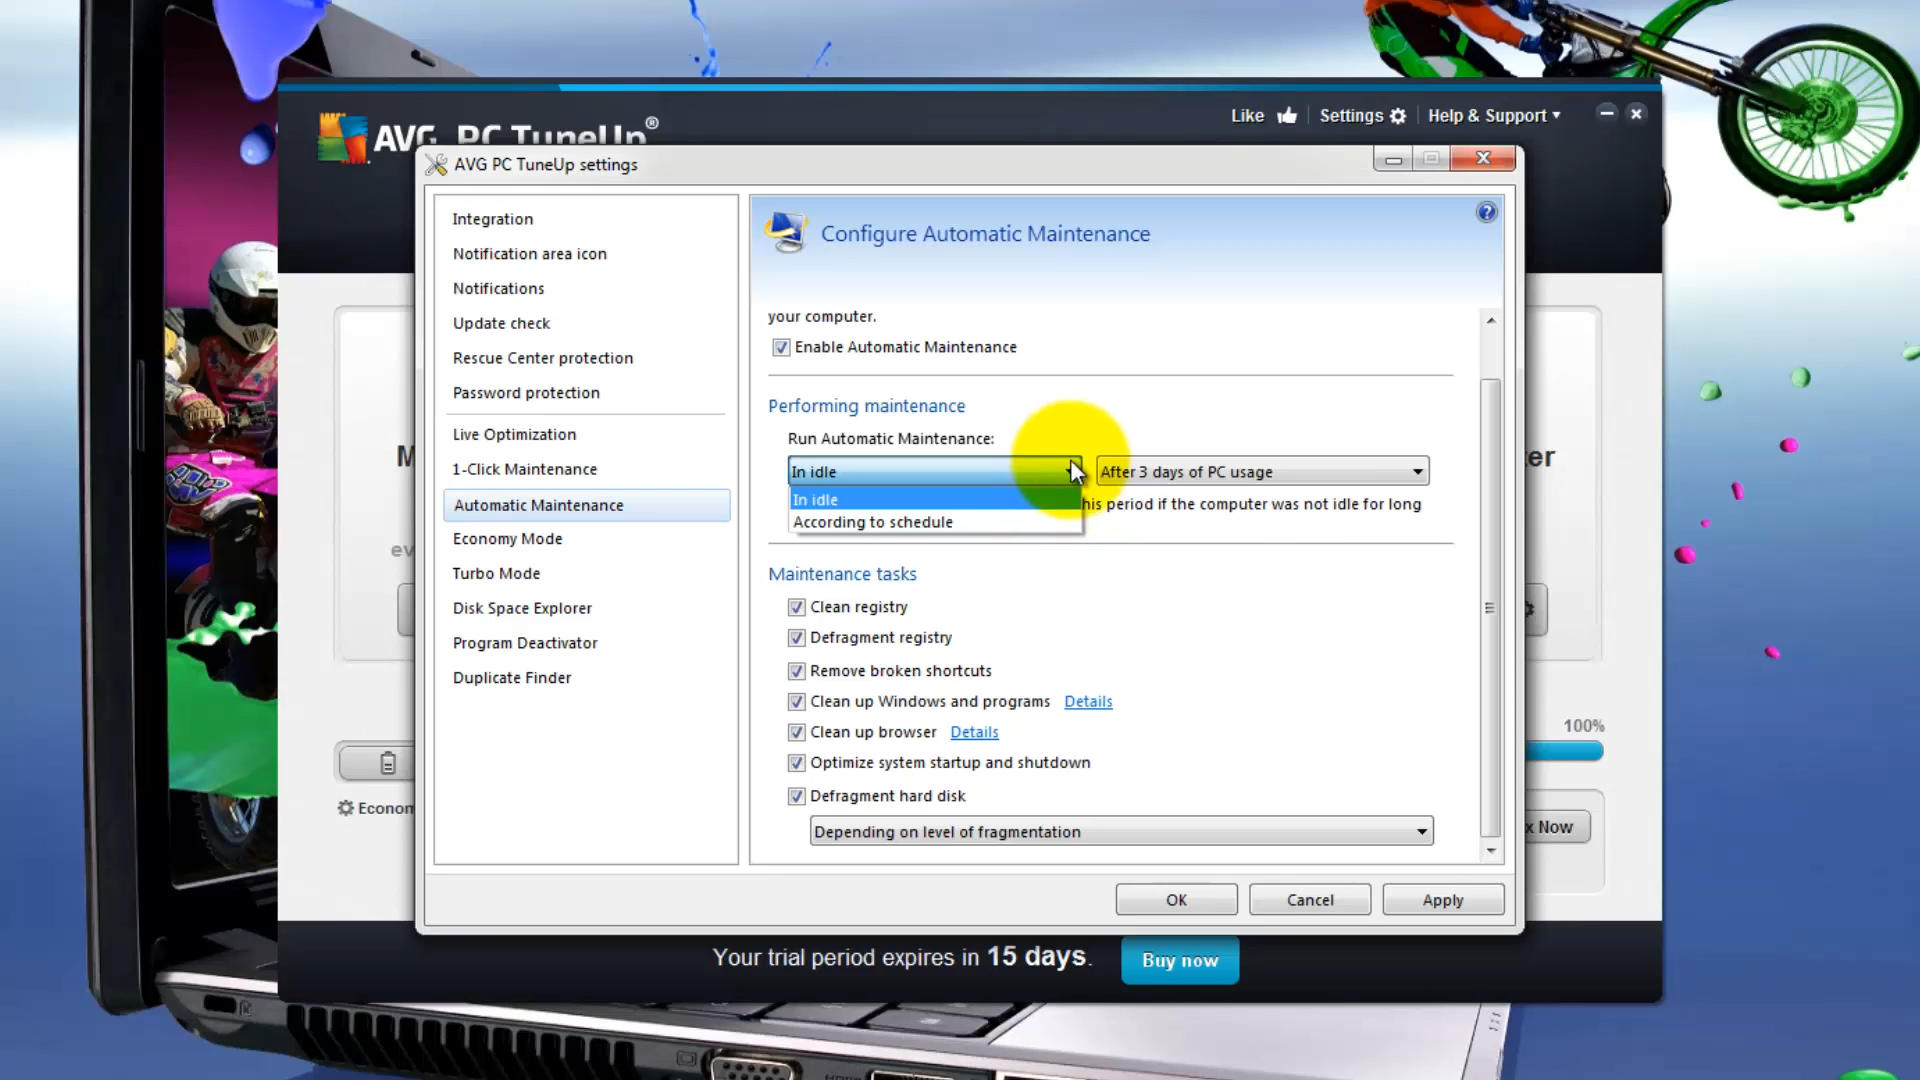 Like
Settings
Help & Support
AVG PC TuneUp®
AVG PC TuneUp settings
Integration
Notification area icon
Notifications
Update check
Rescue Center protection
Password protection
Live Optimization
1-Click Maintenance
Automatic Maintenance
Economy Mode
Turbo Mode
Disk Space Explorer
Program Deactivator
Duplicate Finder
Configure Automatic Maintenance
your computer.
Enable Automatic Maintenance
Performing maintenance
Run Automatic Maintenance:
In idle
After 3 days of PC usage
In idle
According to schedule
his period if the computer was not idle for long
Maintenance tasks
Clean registry
Defragment registry
Remove broken shortcuts
Clean up Windows and programs Details
Clean up browser Details
Optimize system startup and shutdown
Defragment hard disk
Depending on level of fragmentation
OK
Cancel
Apply
M
ev
Econom
ter
100%
x Now
Your trial period expires in 15 days.
Buy now